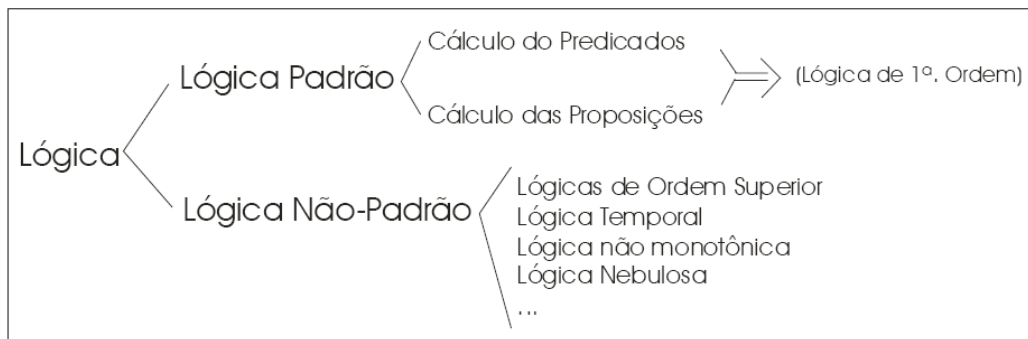 Cálculo do Predicados
Lógica Padrão
(Lógica de 1ª. Ordem)
Cálculo das Proposições
Lógica
Lógica Não-Padrão
Lógicas de Ordem Superior
Lógica Temporal
Lógica não monotônica
Lógica Nebulosa
...